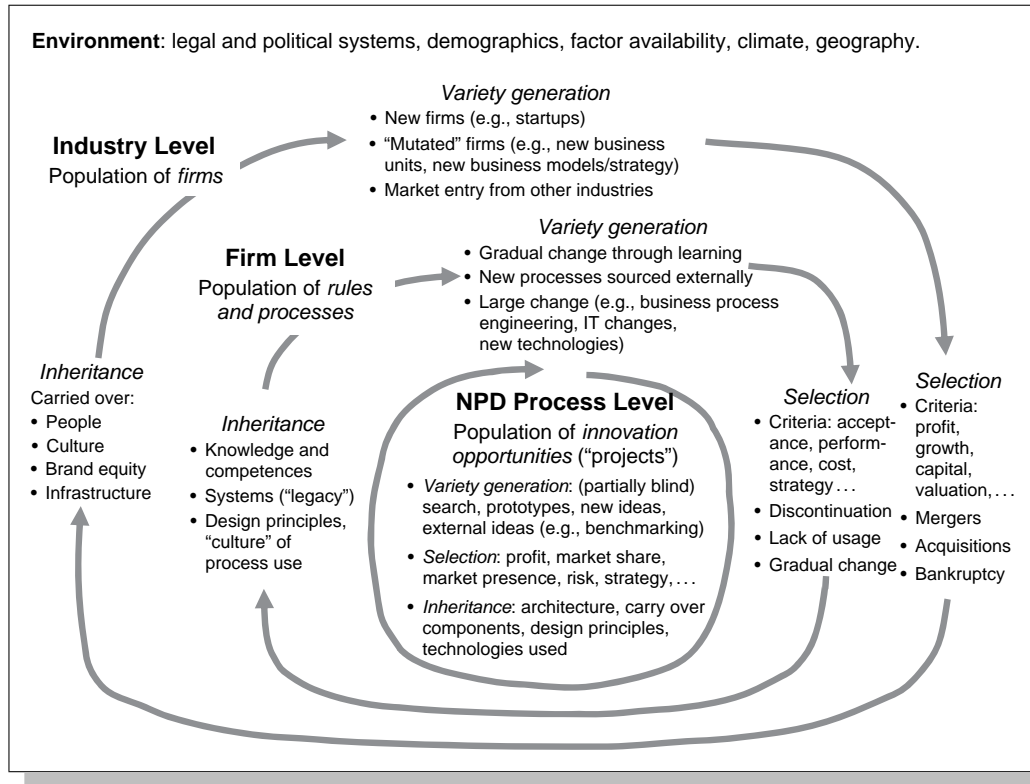 Environment: legal and political systems, demographics, factor availability, climate, geography.
Industry Level
Population of firms
Variety generation
• New firms (e.g., startups)
• “Mutated” firms (e.g., new business
units, new business models/strategy)
• Market entry from other industries
Firm Level
Population of rules
and processes
Variety generation
• Gradual change through learning
• New processes sourced externally
• Large change (e.g., business process
engineering, IT changes,
new technologies)
Inheritance
Carried over:
• People
• Culture
• Brand equity
• Infrastructure
Inheritance
• Knowledge and
competences
• Systems (“legacy”)
• Design principles,
“culture” of
process use
NPD Process Level
Population of innovation
opportunities (“projects”)
• Variety generation: (partially blind)
search, prototypes, new ideas,
external ideas (e.g., benchmarking)
• Selection: profit, market share,
market presence, risk, strategy,...
• Inheritance: architecture, carry over
components, design principles,
technologies used
Selection
• Criteria: accept-
ance, perform-
ance, cost,
strategy...
• Discontinuation
• Lack of usage
• Gradual change
Selection
• Criteria:
profit,
growth,
capital,
valuation,...
• Mergers
• Acquisitions
• Bankruptcy